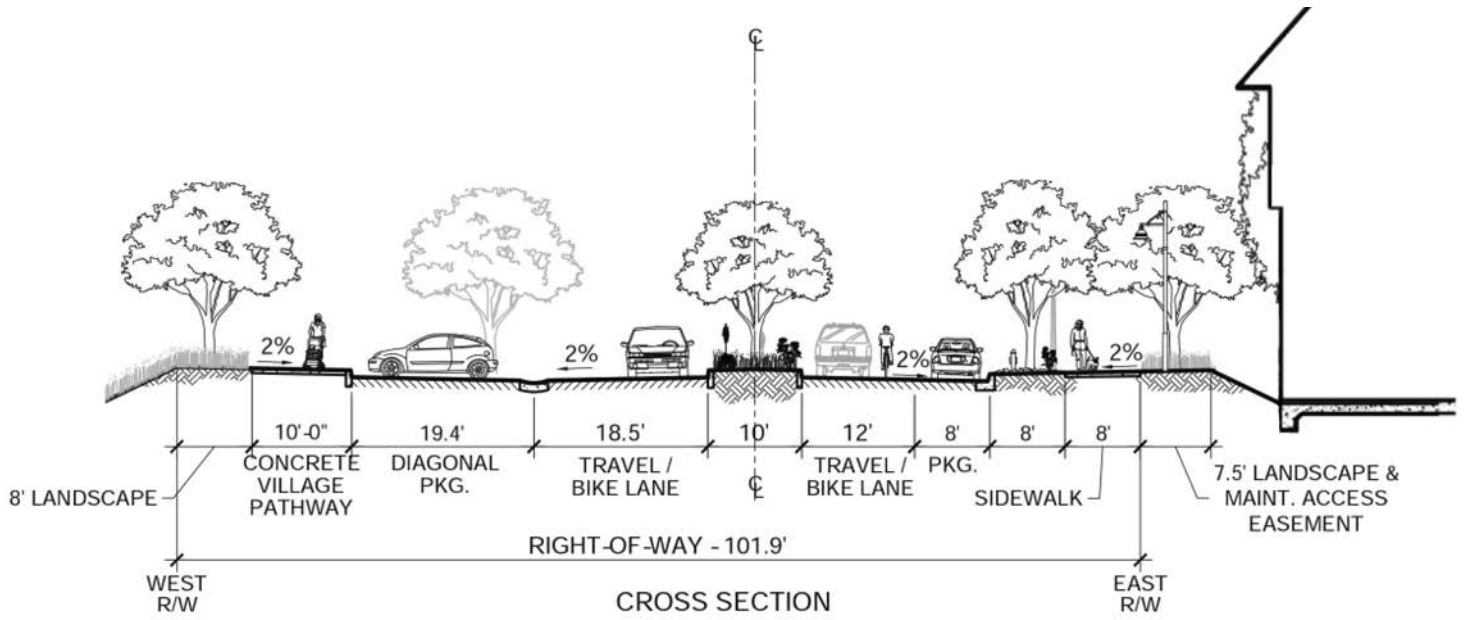 ℄
2%
2%
2%
2%
10'-0"
19.4'
18.5'
10'
12'
8'
8'
8'
8' LANDSCAPE
CONCRETE
VILLAGE
PATHWAY
DIAGONAL
PKG.
TRAVEL /
BIKE LANE
℄
TRAVEL /
BIKE LANE
PKG.
SIDEWALK
7.5' LANDSCAPE &
MAINT. ACCESS
EASEMENT
RIGHT-OF-WAY - 101.9'
WEST
R/W
EAST
R/W
CROSS SECTION